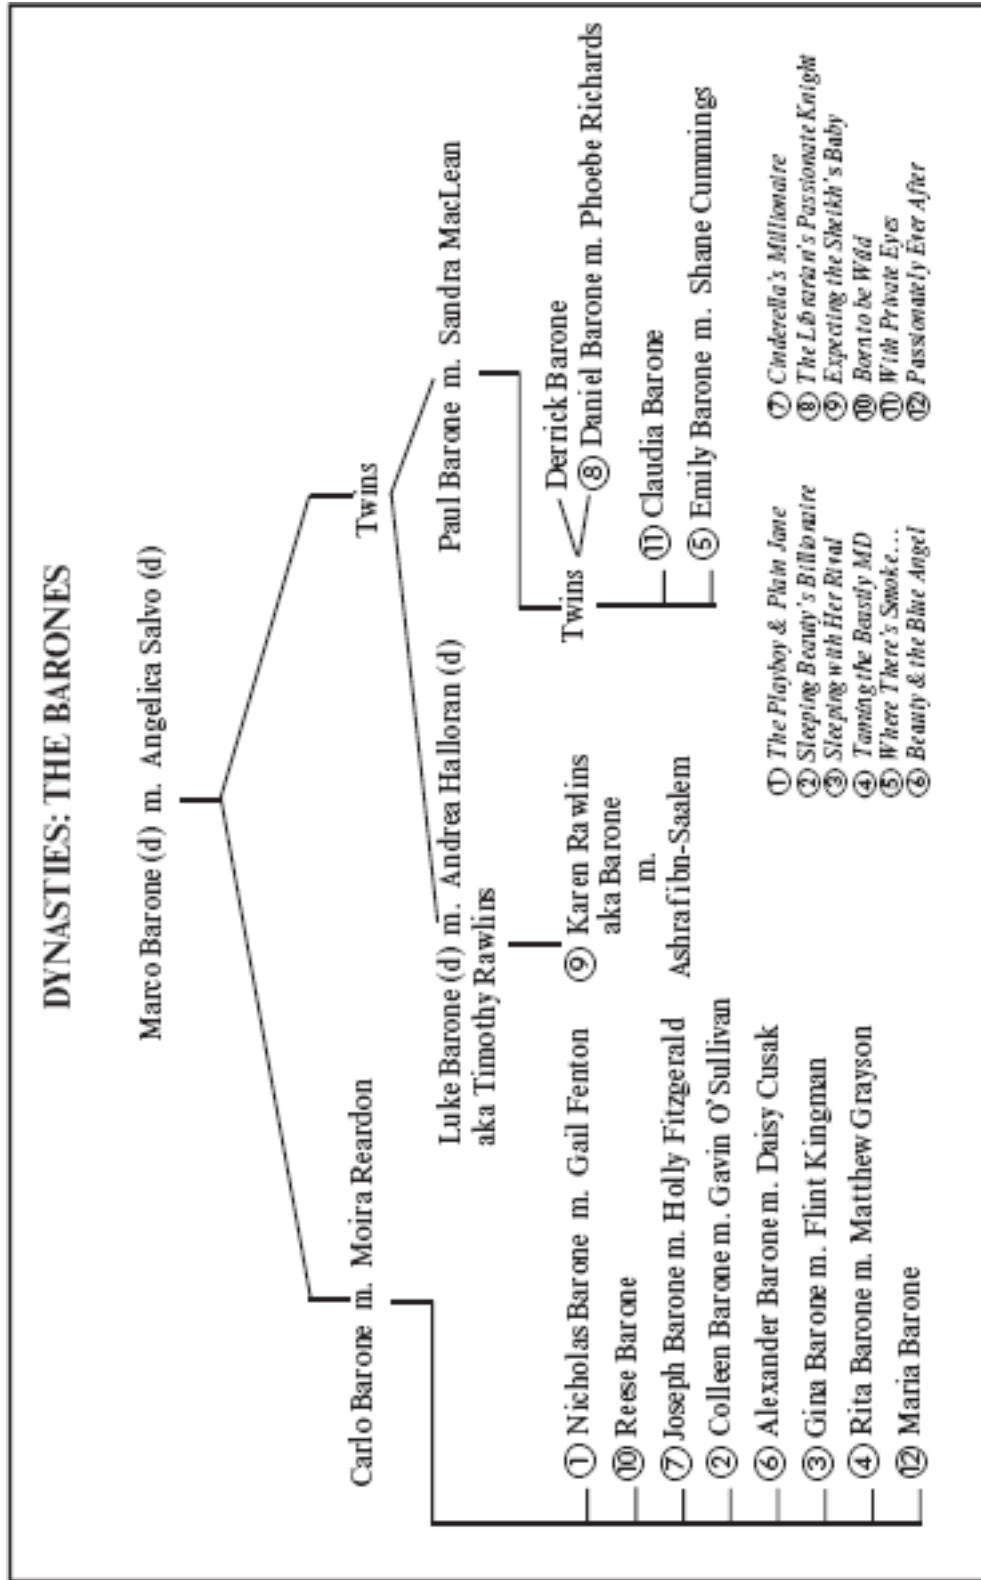 DYNASTIES: THE BARONES
Marco Barone (d) m. Angelica Salvo (d)
Carlo Barone m. Moira Reardon
Twins
Luke Barone (d) m. Andrea Halloran (d)
aka Timothy Rawlins
Paul Barone m. Sandra MacLean
① Nicholas Barone m. Gail Fenton
⑩ Reese Barone
⑦ Joseph Barone m. Holly Fitzgerald
② Colleen Barone m. Gavin O'Sullivan
⑥ Alexander Barone m. Daisy Cusak
③ Gina Barone m. Flint Kingman
④ Rita Barone m. Matthew Grayson
⑫ Maria Barone
⑨ Karen Rawlins
aka Barone
m.
Ashraf ibn-Saalem
Twins
Derrick Barone
⑧ Daniel Barone m. Phoebe Richards
⑪ Claudia Barone
⑤ Emily Barone m. Shane Cummings
① The Playboy & Plain Jane
② Sleeping Beauty's Billionaire
③ Sleeping with Her Rival
④ Taming the Beastly MD
⑤ Where There's Smoke...
⑥ Beauty & the Blue Angel
⑦ Cinderella's Millionaire
⑧ The Librarian's Passionate Knight
⑨ Expecting the Sheikh's Baby
⑩ Born to be Wild
⑪ With Private Eyes
⑫ Passionately Ever After